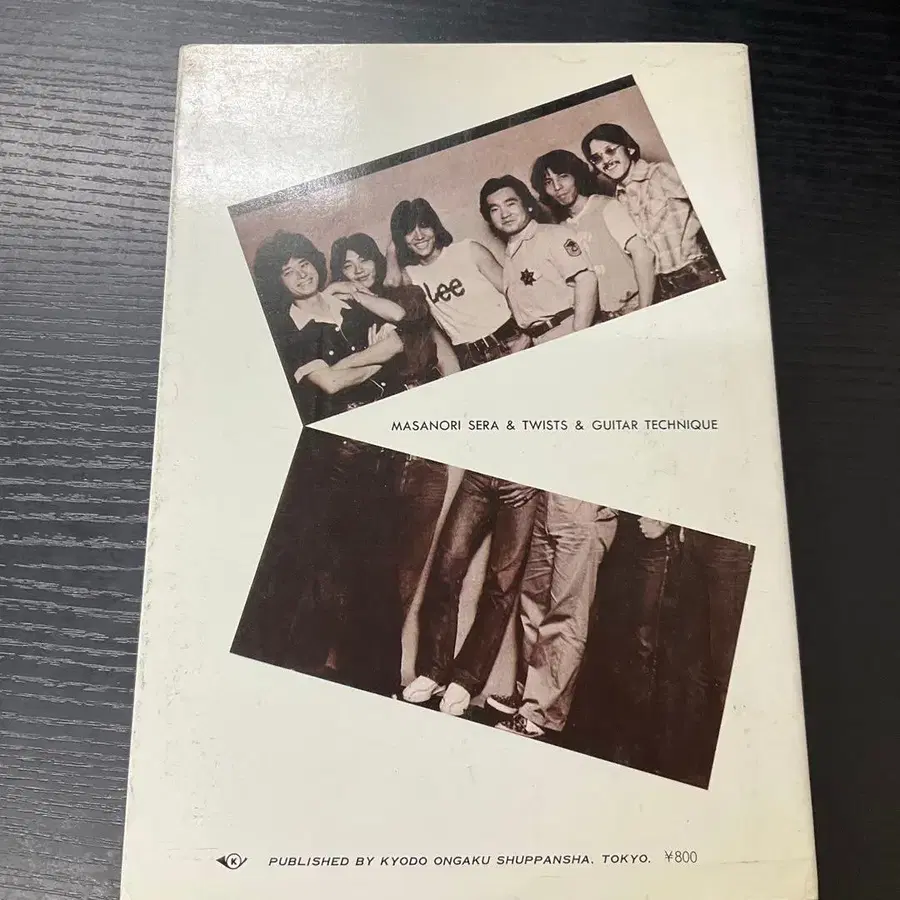 Lee
MASANORI SERA & TWISTS & GUITAR TECHNIQUE
K PUBLISHED BY KYODO ONGAKU SHUPPANSHA, TOKYO. ¥800